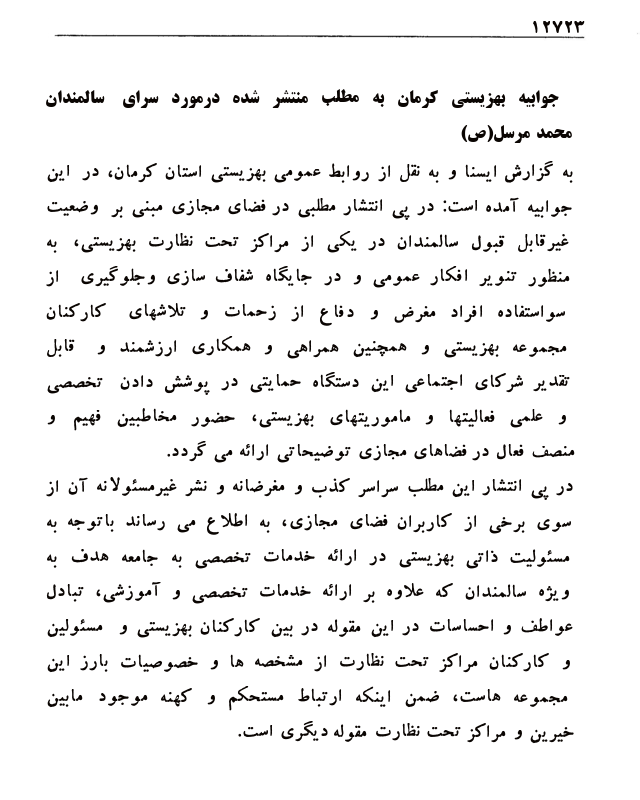 ۱۲۷۲۳
جوابیه بهزیستی کرمان به مطلب منتشر شده درمورد سرای سالمندان
محمد مرسل(ص)
به گزارش ایسنا و به نقل از روابط عمومی بهزیستی استان کرمان، در این
جوابیه آمده است: در پی انتشار مطلبی در فضای مجازی مبنی بر وضعیت
غیرقابل قبول سالمندان در یکی از مراکز تحت نظارت بهزیستی، به
منظور تنویر افکار عمومی و در جایگاه شفاف سازی وجلوگیری از
سواستفاده افراد مغرض و دفاع از زحمات و تلاشهای کارکنان
مجموعه بهزیستی و همچنین همراهی و همکاری ارزشمند و قابل
تقدیر شرکای اجتماعی این دستگاه حمایتی در پوشش دادن تخصصی
و علمی فعالیتها و ماموریتهای بهزیستی، حضور مخاطبین فهیم و
منصف فعال در فضاهای مجازی توضیحاتی ارائه می گردد.
در پی انتشار این مطلب سراسر کذب و مغرضانه و نشر غیرمسئولانه آن از
سوی برخی از کاربران فضای مجازی، به اطلاع می رساند باتوجه به
مسئولیت ذاتی بهزیستی در ارائه خدمات تخصصی به جامعه هدف به
ویژه سالمندان که علاوه بر ارائه خدمات تخصصی و آموزشی، تبادل
عواطف و احساسات در این مقوله در بین کارکنان بهزیستی و مسئولین
و کارکنان مراکز تحت نظارت از مشخصه ها و خصوصیات بارز این
مجموعه هاست، ضمن اینکه ارتباط مستحکم و کهنه موجود مابین
خیرین و مراکز تحت نظارت مقوله دیگری است.